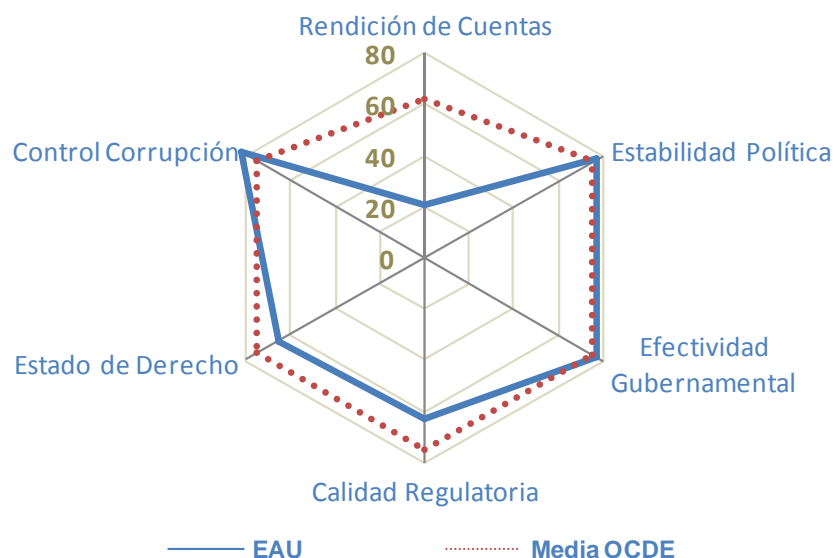 Rendición de Cuentas
80
60
40
20
0
Control Corrupción
Estabilidad Política
Estado de Derecho
Efectividad
Gubernamental
Calidad Regulatoria
EAU
Media OCDE